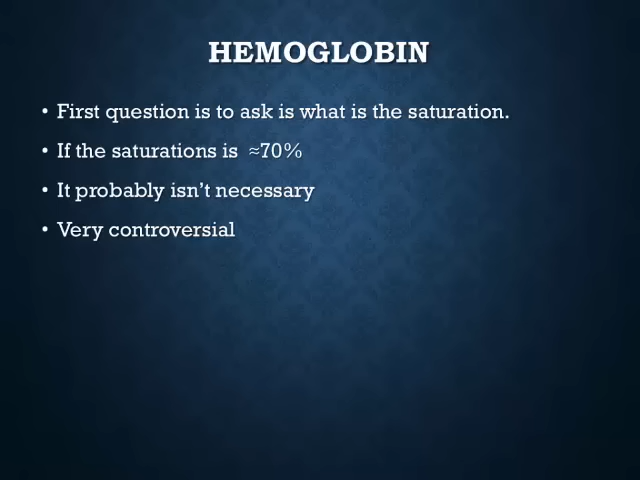 HEMOGLOBIN
• First question is to ask is what is the saturation.
• If the saturations is ≈70%
• It probably isn't necessary
• Very controversial